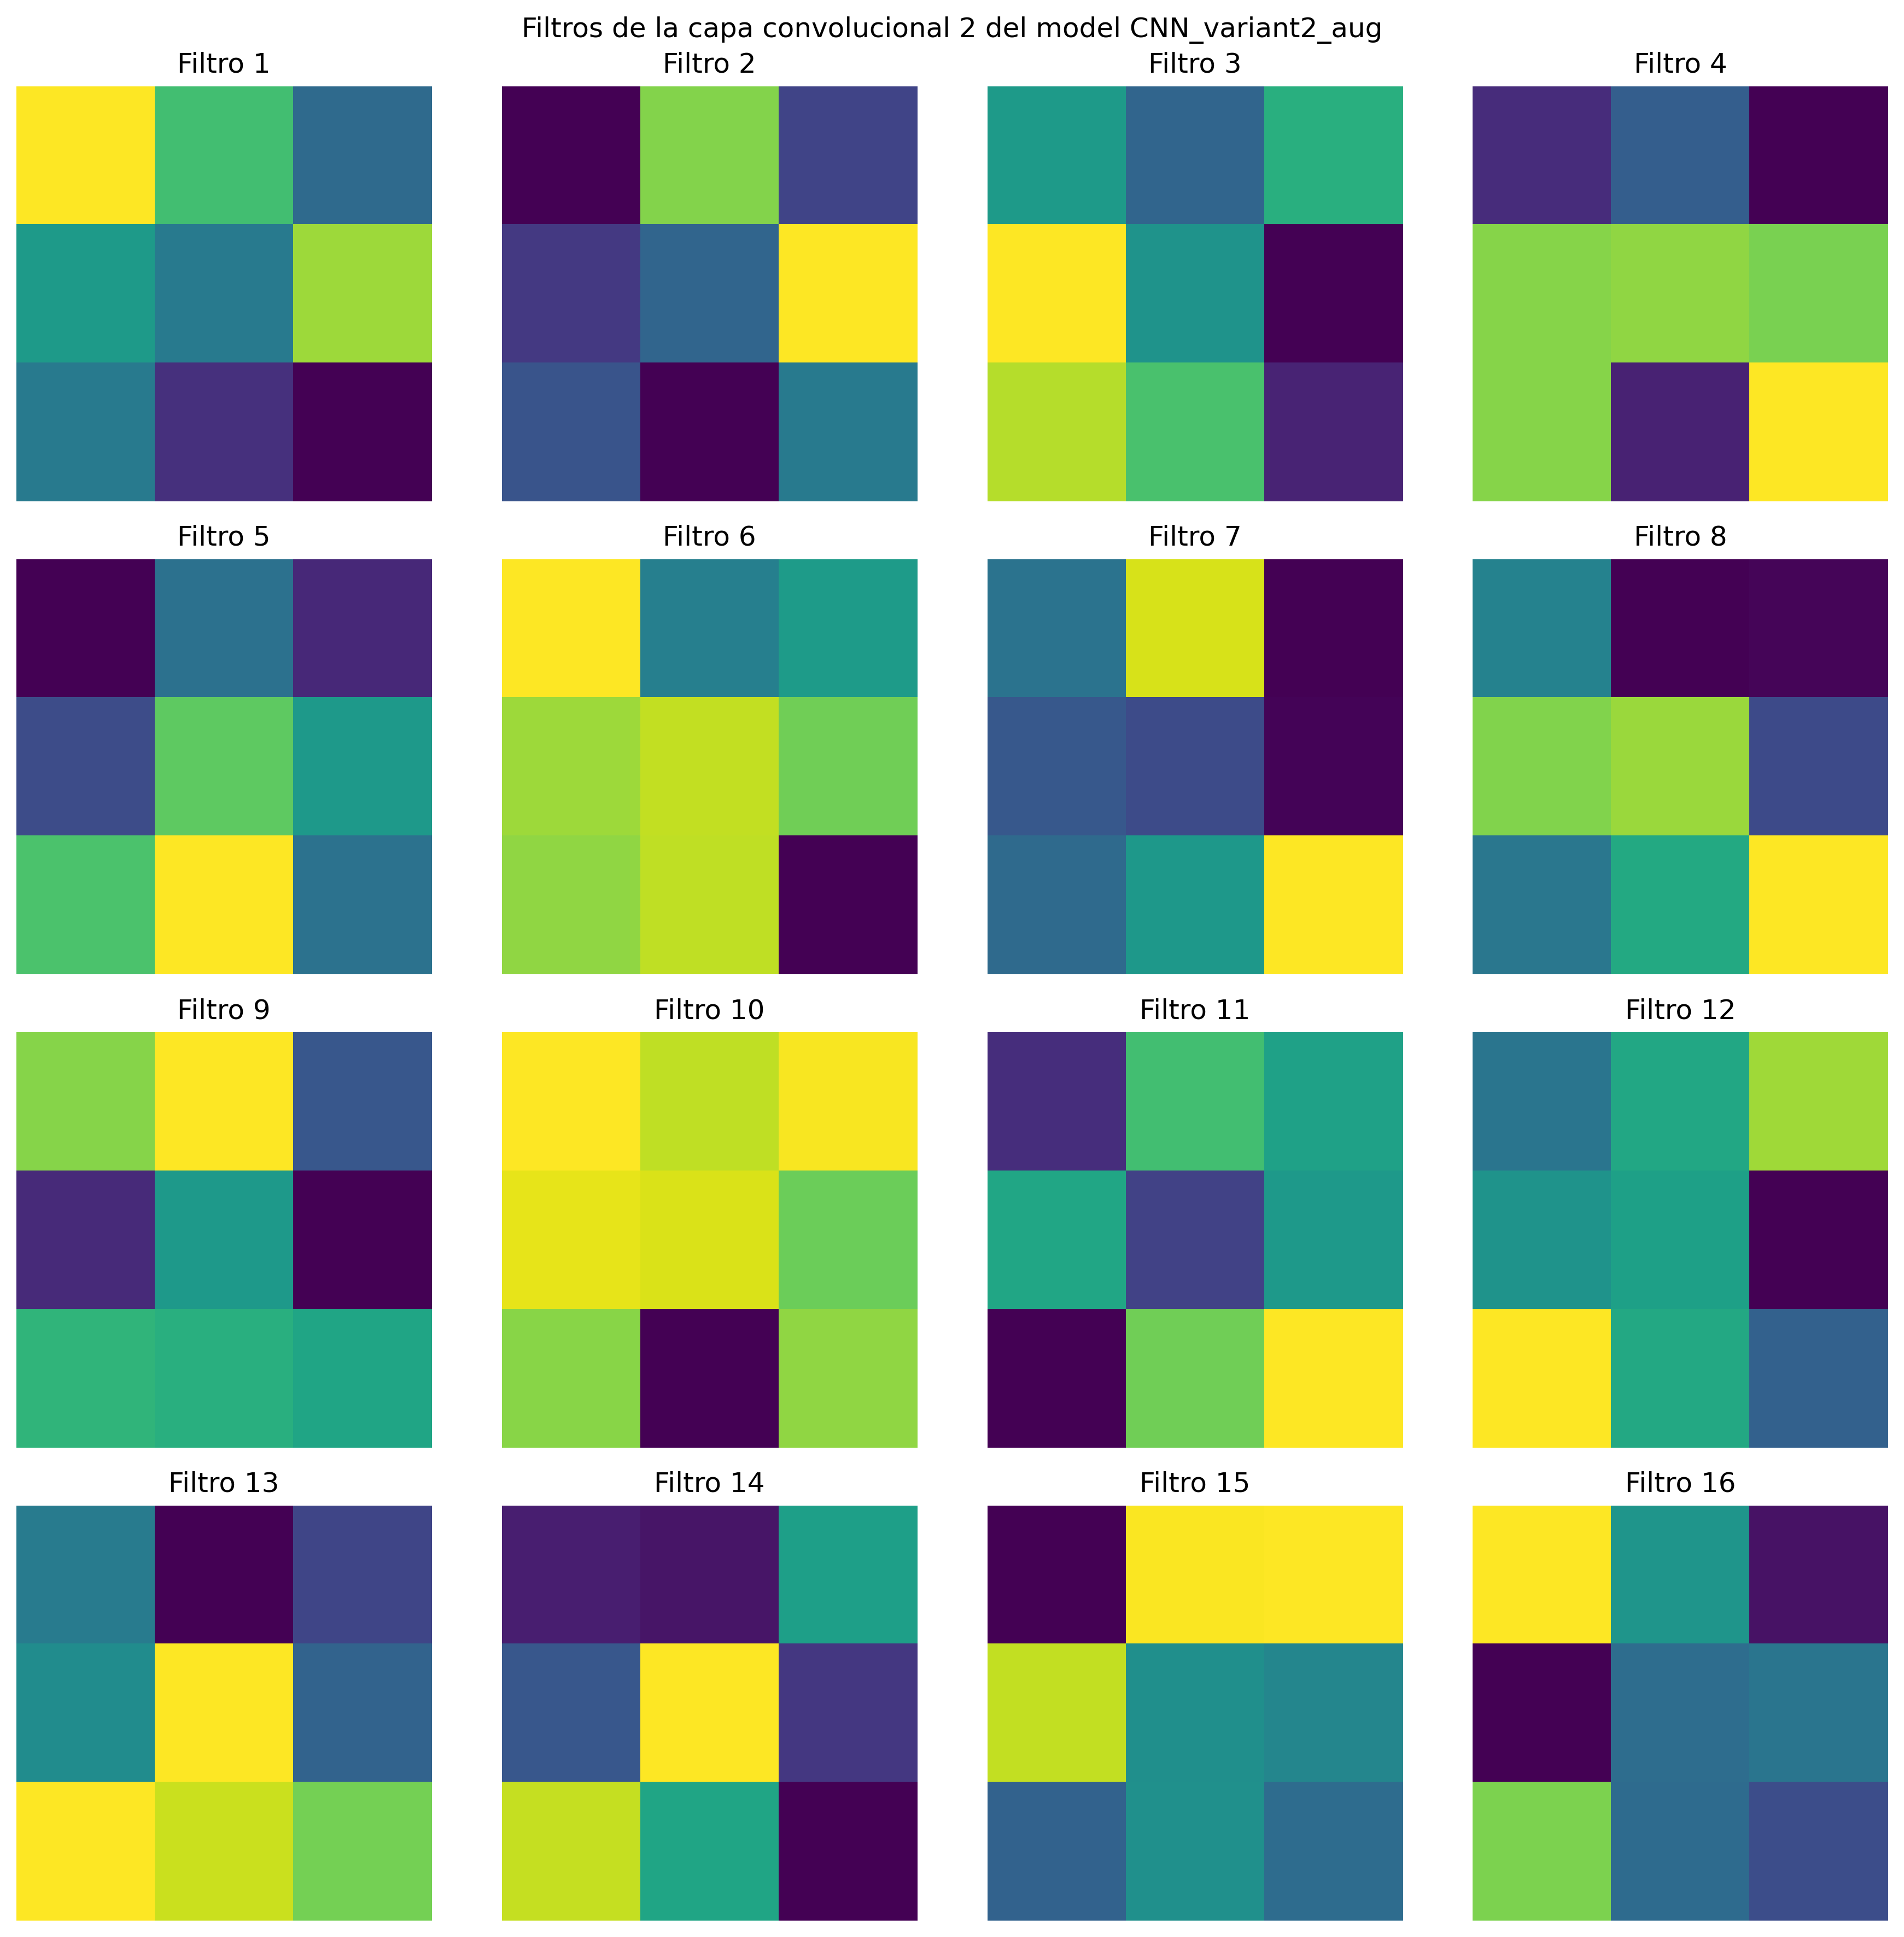 Filtros de la capa convolucional 2 del model CNN_variant2_aug
Filtro 1
Filtro 2
Filtro 3
Filtro 4
Filtro 5
Filtro 6
Filtro 7
Filtro 8
Filtro 9
Filtro 10
Filtro 11
Filtro 12
Filtro 13
Filtro 14
Filtro 15
Filtro 16